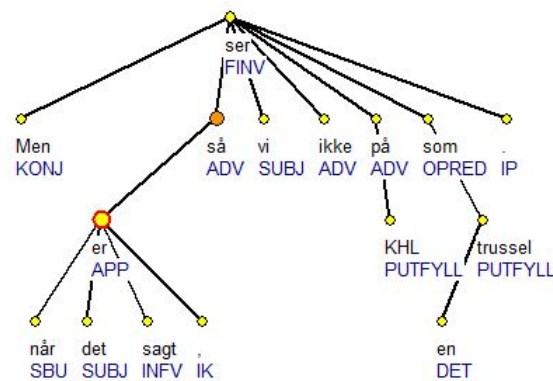 ser
FINV
Men så vi ikke på som .
KONJ ADV SUBJ ADV ADV OPRED IP
er KHL trussel
APP PUTFYLL PUTFYLL
når det sagt , en
SBU SUBJ INFV IK DET